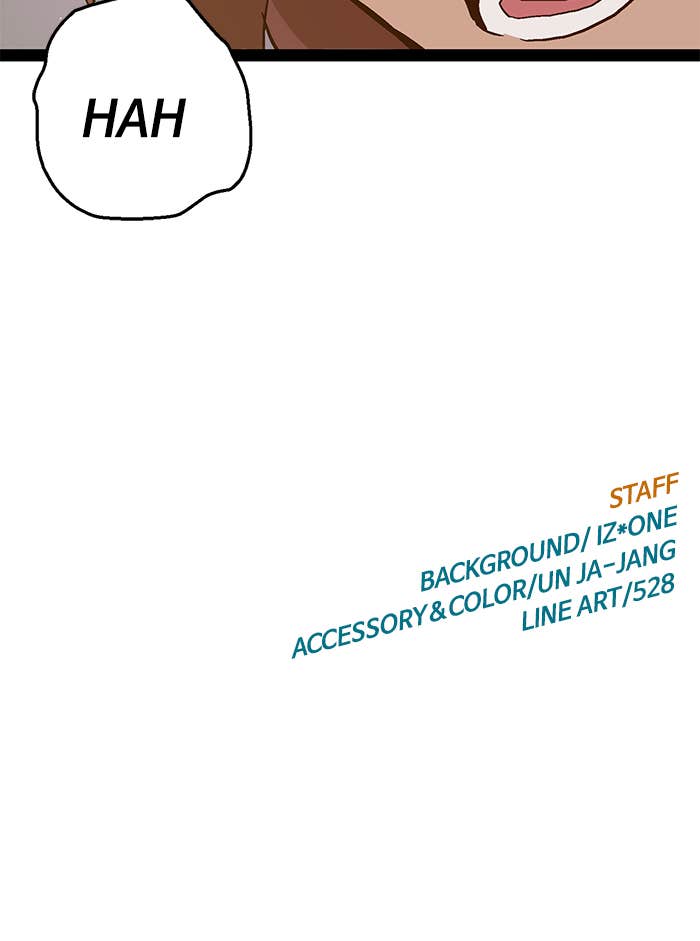 HAH
STAFF
BACKGROUND/ IZ*ONE
ACCESSORY&COLOR/UN JA-JANG
LINE ART/528